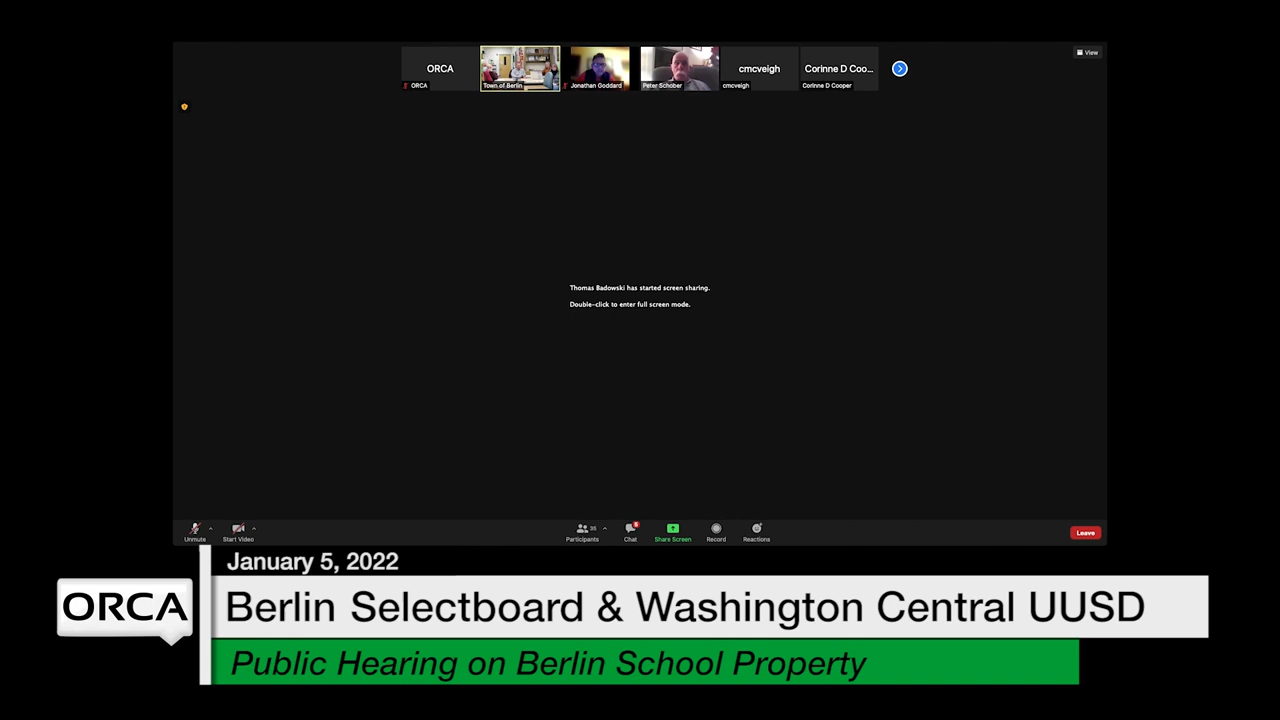 View
ORCA
cmcveigh
Corinne D Coo...
ORCA
Town of Berlin
Jonathan Goddard
Peter Schober
cmcveigh
Corinne D Cooper
Thomas Badowski has started screen sharing.
Double-click to enter full screen mode.
35
Unmute
Start Video
Participants
Chat
Share Screen
Record
Reactions
Leave
January 5, 2022
ORCA
Berlin Selectboard & Washington Central UUSD
Public Hearing on Berlin School Property